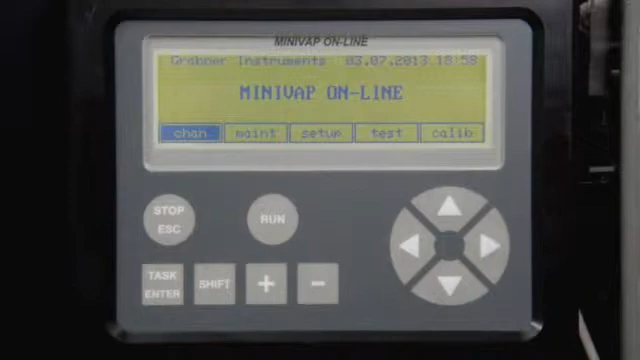 MINIVAP ON-LINE
Grabner Instruments 03.07.2013 18:58
MINIVAP ON-LINE
chan maint setup test calib
STOP
ESC
RUN
TASK
ENTER
SHIFT
+
-